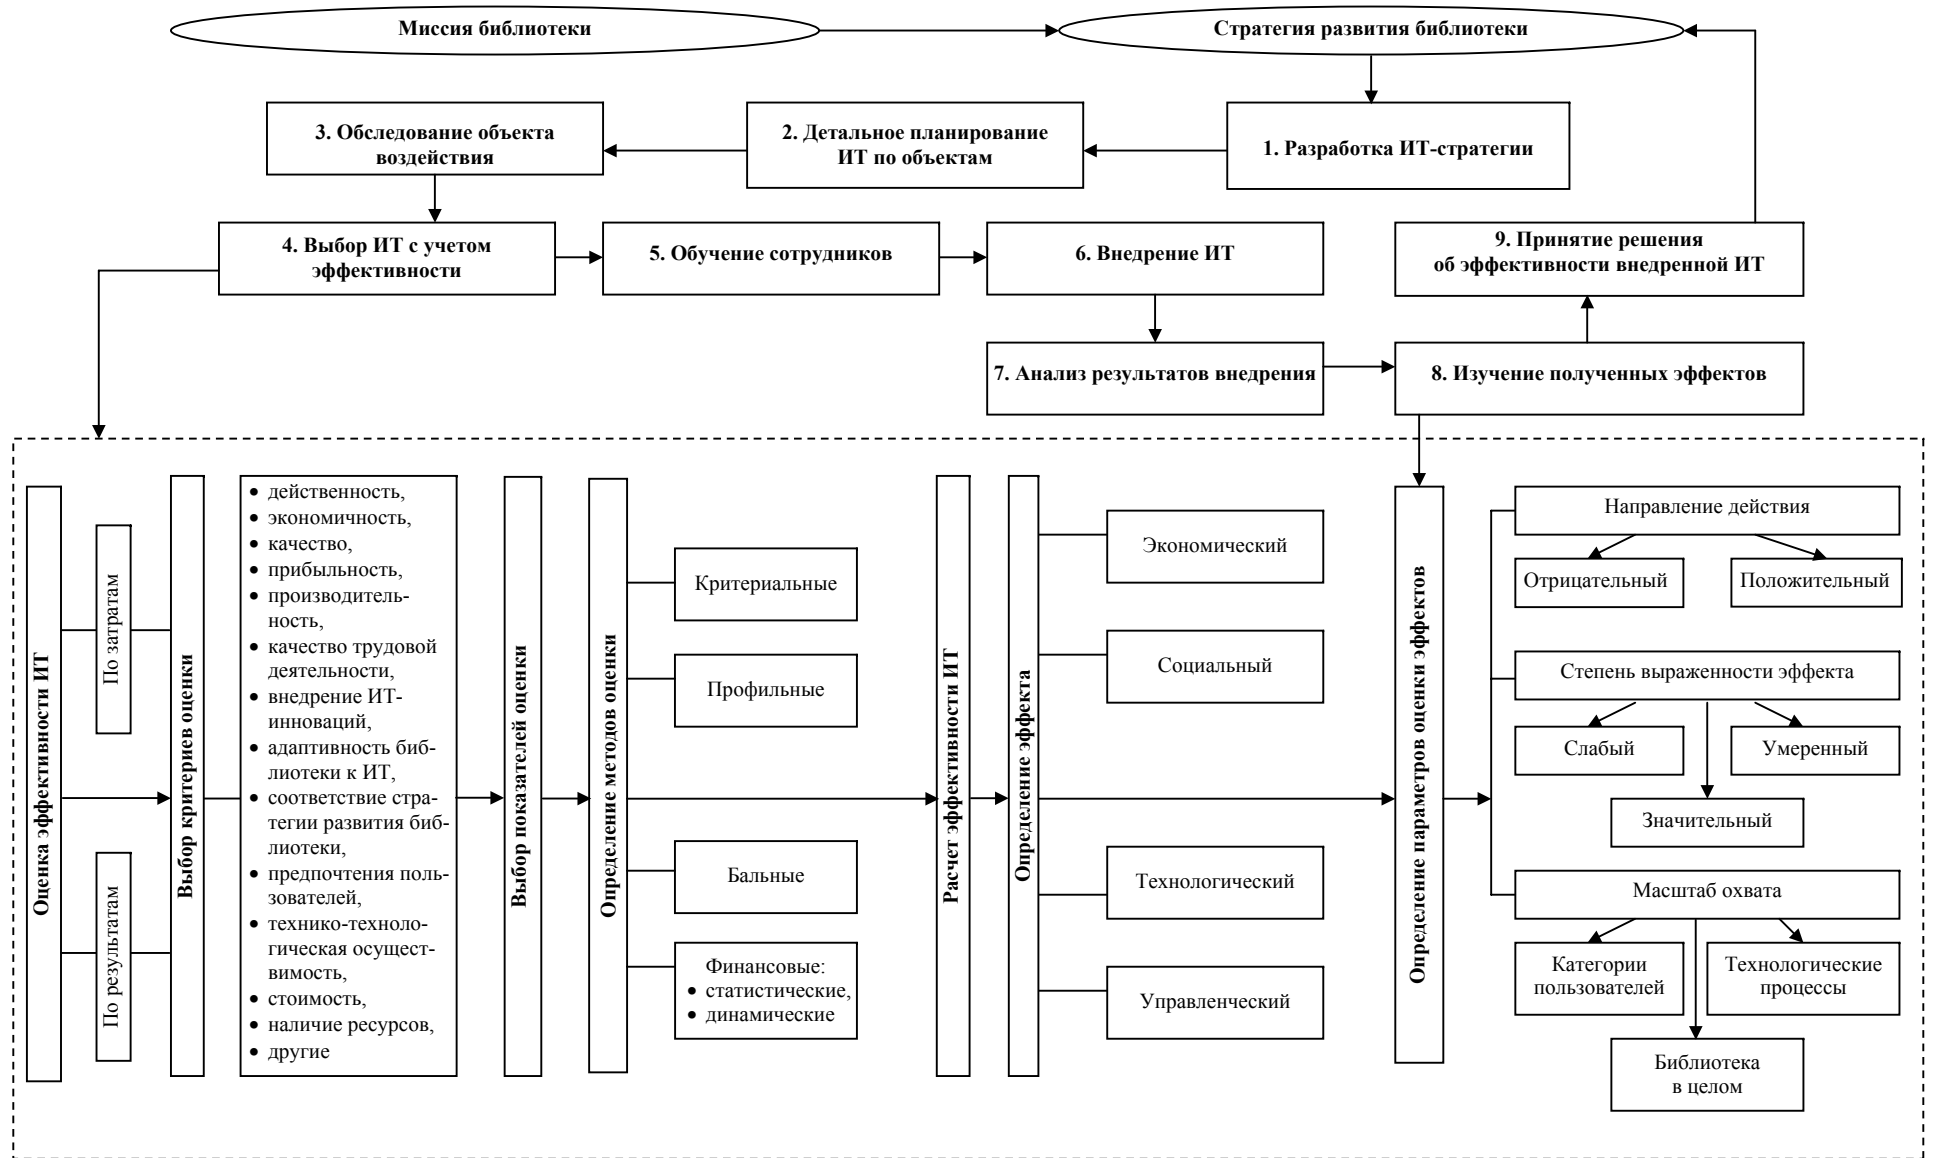 Миссия библиотеки
Стратегия развития библиотеки
3. Обследование объекта
воздействия
2. Детальное планирование
ИТ по объектам
1. Разработка ИТ-стратегии
4. Выбор ИТ с учетом
эффективности
5. Обучение сотрудников
6. Внедрение ИТ
9. Принятие решения
об эффективности внедренной ИТ
7. Анализ результатов внедрения
8. Изучение полученных эффектов
Оценка эффективности ИТ
По затратам
По результатам
Выбор критериев оценки
• действенность,
• экономичность,
• качество,
• прибыльность,
• производитель-
ность,
• качество трудовой
деятельности,
• внедрение ИТ-
инноваций,
• адаптивность биб-
лиотеки к ИТ,
• соответствие стра-
тегии развития биб-
лиотеки,
• предпочтения поль-
зователей,
• технико-техноло-
гическая осущест-
вимость,
• стоимость,
• наличие ресурсов,
• другие
Выбор показателей оценки
Определение методов оценки
Критериальные
Профильные
Бальные
Финансовые:
• статистические,
• динамические
Расчет эффективности ИТ
Определение эффекта
Экономический
Социальный
Технологический
Управленческий
Определение параметров оценки эффектов
Направление действия
Отрицательный
Положительный
Степень выраженности эффекта
Слабый
Умеренный
Значительный
Масштаб охвата
Категории
пользователей
Технологические
процессы
Библиотека
в целом